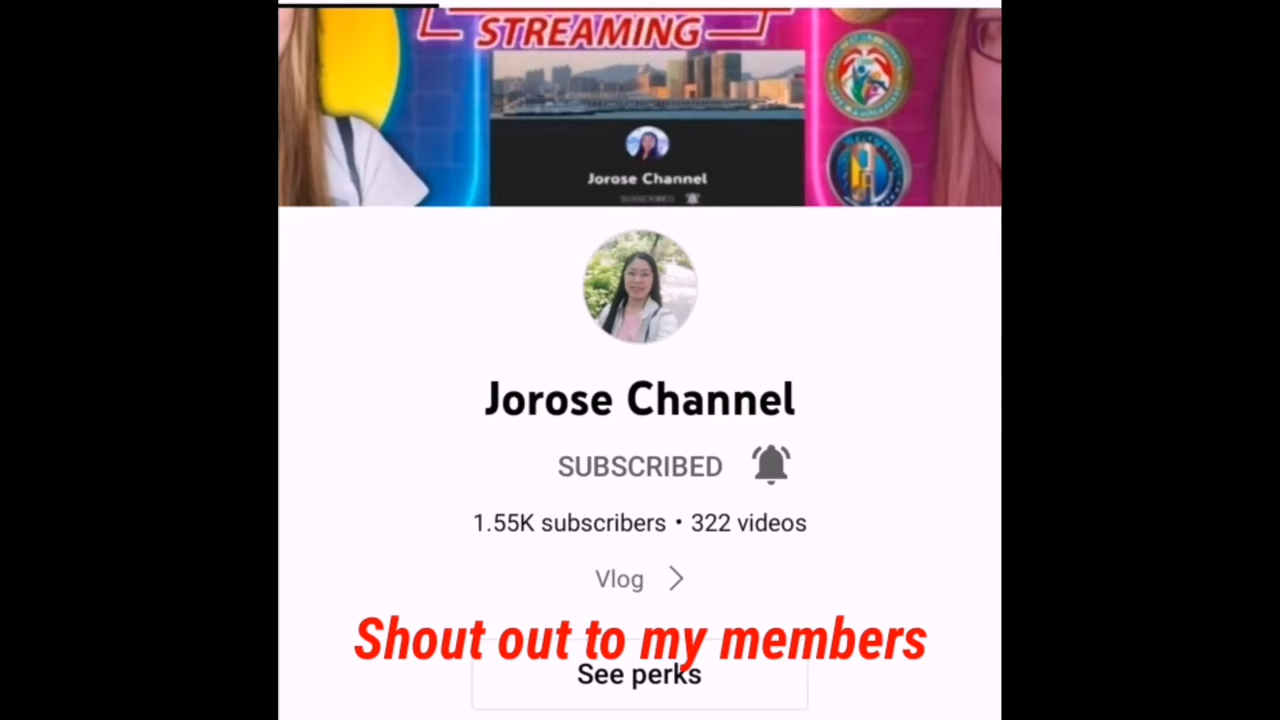 STREAMING
Jorose Channel
Jorose Channel
SUBSCRIBED
1.55K subscribers • 322 videos
Vlog
Shout out to my members
See perks